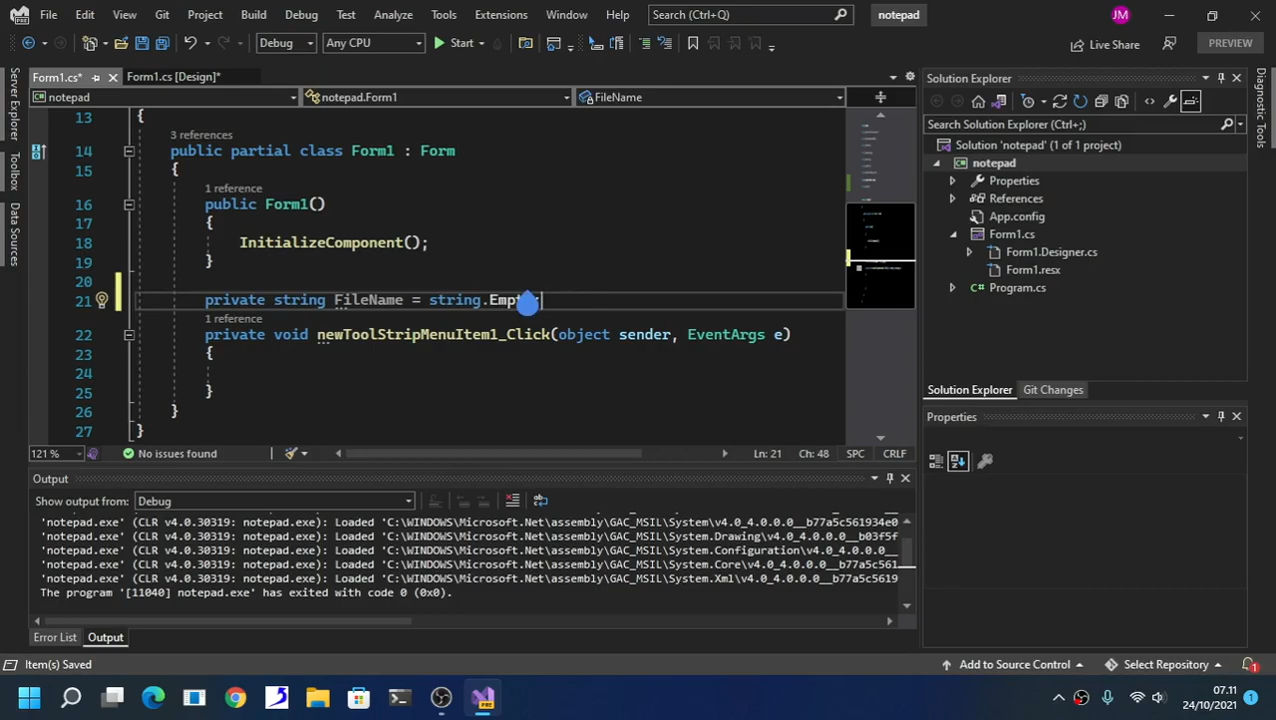 File Edit View Git Project Build Debug Test Analyze Tools Extensions Window Help Search (Ctrl+Q) notepad JM
Debug Any CPU Start Live Share PREVIEW
Form1.cs* Form1.cs [Design]*
notepad notepad.Form1 FileName
Server Explorer
Toolbox
Data Sources
13 {
3 references
14 public partial class Form1 : Form
15 {
1 reference
16 public Form1()
17 {
18 InitializeComponent();
19 }
20
21 private string FileName = string.
1 reference
22 private void newToolStripMenuItem1_Click(object sender, EventArgs e)
23 {
24
25 }
26 }
27 }
121 % No issues found Ln: 21 Ch: 48 SPC CRLF
Output
Show output from: Debug
'notepad.exe' (CLR v4.0.30319: notepad.exe): Loaded 'C:\WINDOWS\Microsoft.Net\assembly\GAC_MSIL\System\v4.0_4.0.0.0__b77a5c561934e0
'notepad.exe' (CLR v4.0.30319: notepad.exe): Loaded 'C:\WINDOWS\Microsoft.Net\assembly\GAC_MSIL\System.Drawing\v4.0_4.0.0.0__b03f5f
'notepad.exe' (CLR v4.0.30319: notepad.exe): Loaded 'C:\WINDOWS\Microsoft.Net\assembly\GAC_MSIL\System.Configuration\v4.0_4.0.0.0__
'notepad.exe' (CLR v4.0.30319: notepad.exe): Loaded 'C:\WINDOWS\Microsoft.Net\assembly\GAC_MSIL\System.Core\v4.0_4.0.0.0__b77a5c561
'notepad.exe' (CLR v4.0.30319: notepad.exe): Loaded 'C:\WINDOWS\Microsoft.Net\assembly\GAC_MSIL\System.Xml\v4.0_4.0.0.0__b77a5c5619
The program '[11040] notepad.exe' has exited with code 0 (0x0).
Error List Output
Solution Explorer
Search Solution Explorer (Ctrl+;)
Solution 'notepad' (1 of 1 project)
notepad
Properties
References
App.config
Form1.cs
Form1.Designer.cs
Form1.resx
Program.cs
Solution Explorer Git Changes
Properties
Diagnostic Tools
Item(s) Saved Add to Source Control Select Repository 1
PRE
07.11
24/10/2021 1